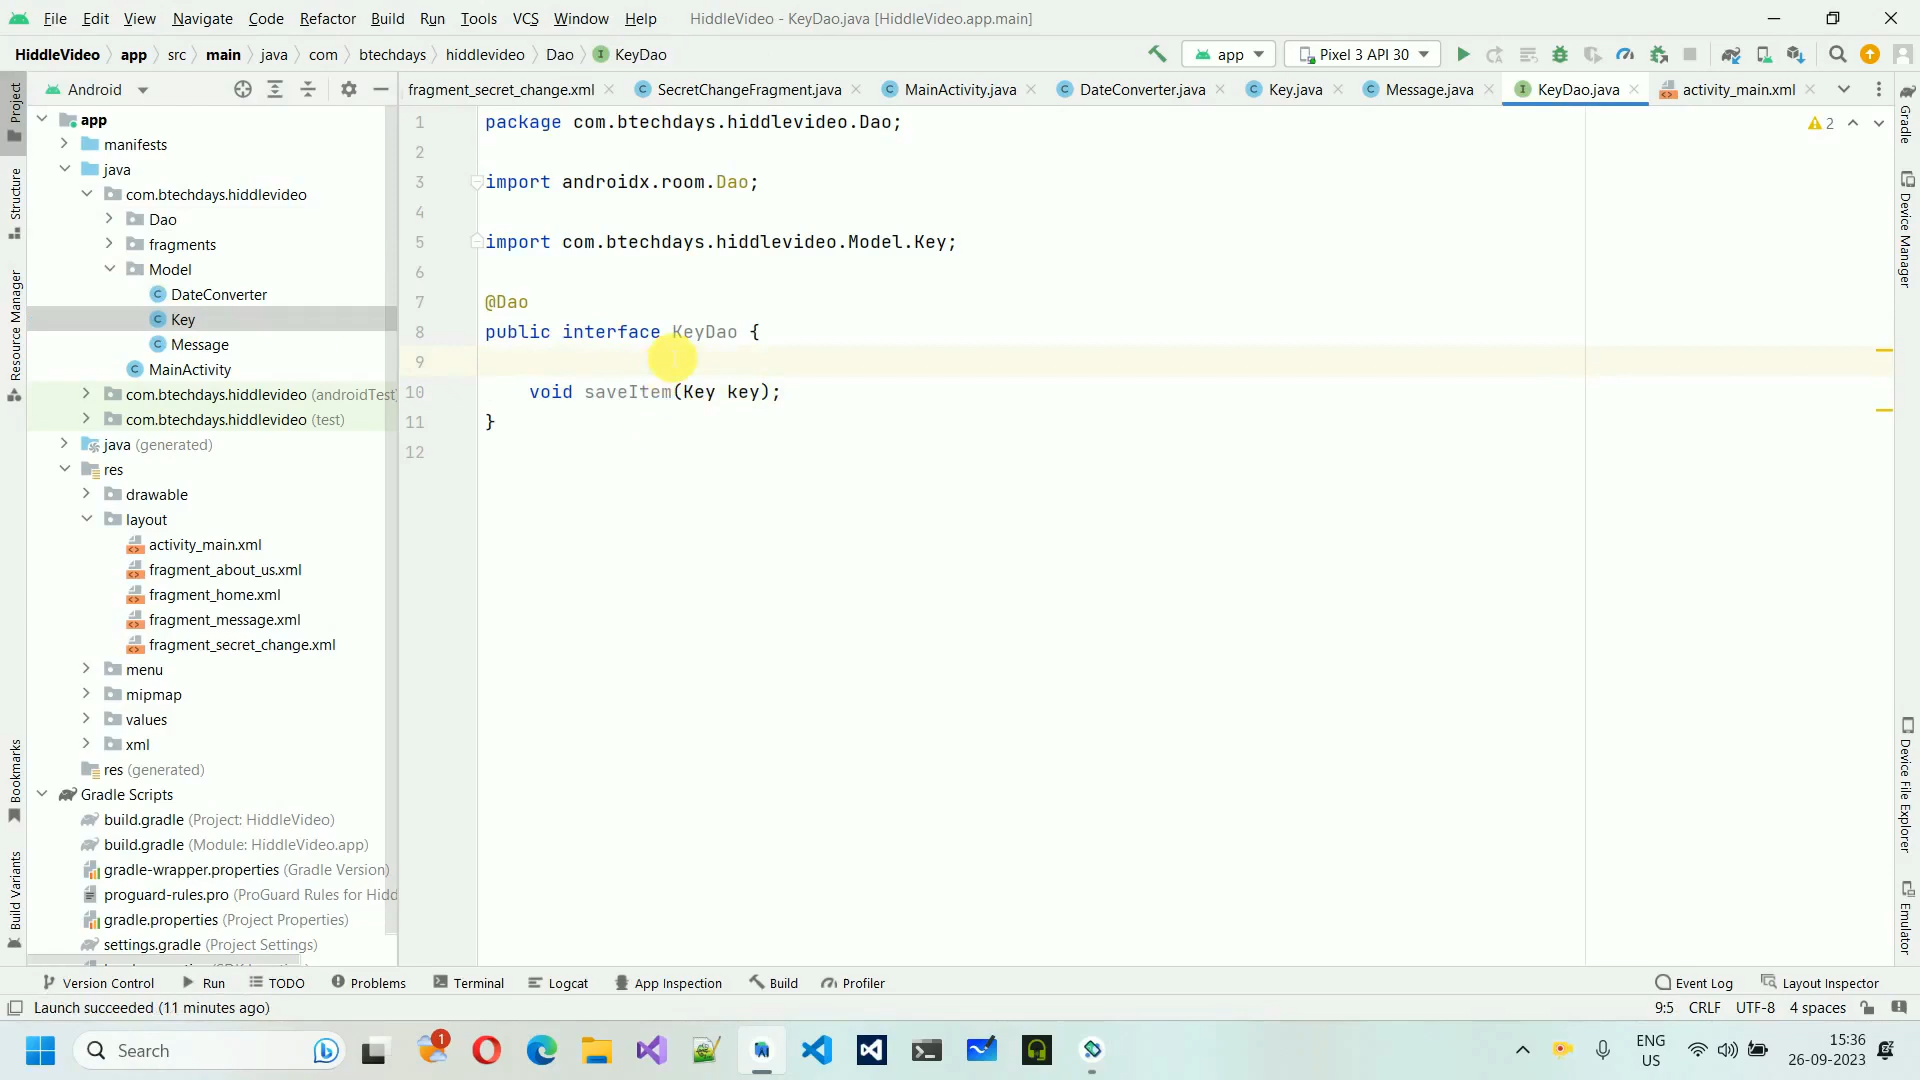 File Edit View Navigate Code Refactor Build Run Tools VCS Window Help HiddleVideo - KeyDao.java [HiddleVideo.app.main]
HiddleVideo app src main java com btechdays hiddlevideo Dao KeyDao app Pixel 3 API 30
Android
fragment_secret_change.xml SecretChangeFragment.java MainActivity.java DateConverter.java Key.java Message.java KeyDao.java activity_main.xml
Project
Structure
Resource Manager
Bookmarks
Build Variants
app
manifests
java
com.btechdays.hiddlevideo
Dao
fragments
Model
DateConverter
Key
Message
MainActivity
com.btechdays.hiddlevideo (androidTest)
com.btechdays.hiddlevideo (test)
java (generated)
res
drawable
layout
activity_main.xml
fragment_about_us.xml
fragment_home.xml
fragment_message.xml
fragment_secret_change.xml
menu
mipmap
values
xml
res (generated)
Gradle Scripts
build.gradle (Project: HiddleVideo)
build.gradle (Module: HiddleVideo.app)
gradle-wrapper.properties (Gradle Version)
proguard-rules.pro (ProGuard Rules for Hidd
gradle.properties (Project Properties)
settings.gradle (Project Settings)
1 package com.btechdays.hiddlevideo.Dao;
2
3 import androidx.room.Dao;
4
5 import com.btechdays.hiddlevideo.Model.Key;
6
7 @Dao
8 public interface KeyDao {
9
10 void saveItem(Key key);
11 }
12
2
Gradle
Device Manager
Device File Explorer
Emulator
Version Control Run TODO Problems Terminal Logcat App Inspection Build Profiler Event Log Layout Inspector
Launch succeeded (11 minutes ago) 9:5 CRLF UTF-8 4 spaces
Search 1 ENG US 15:36 26-09-2023